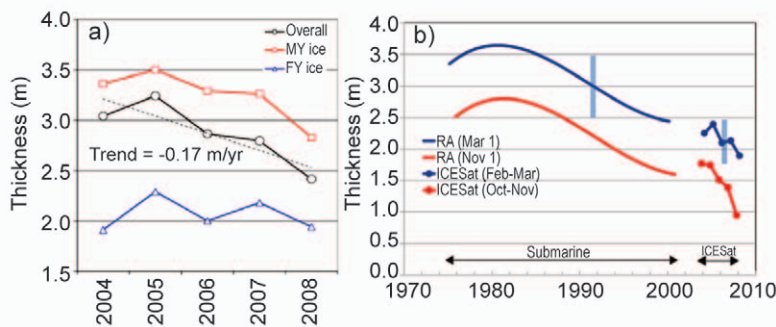 a)
Thickness (m)
4.0
3.5
3.0
2.5
2.0
1.5
Overall
MY ice
FY ice
Trend = -0.17 m/yr
2004
2005
2006
2007
2008
b)
Thickness (m)
4.0
3.5
3.0
2.5
2.0
1.5
1.0
0.5
0.0
RA (Mar 1)
RA (Nov 1)
ICESat (Feb-Mar)
ICESat (Oct-Nov)
Submarine
ICESat
1970
1980
1990
2000
2010